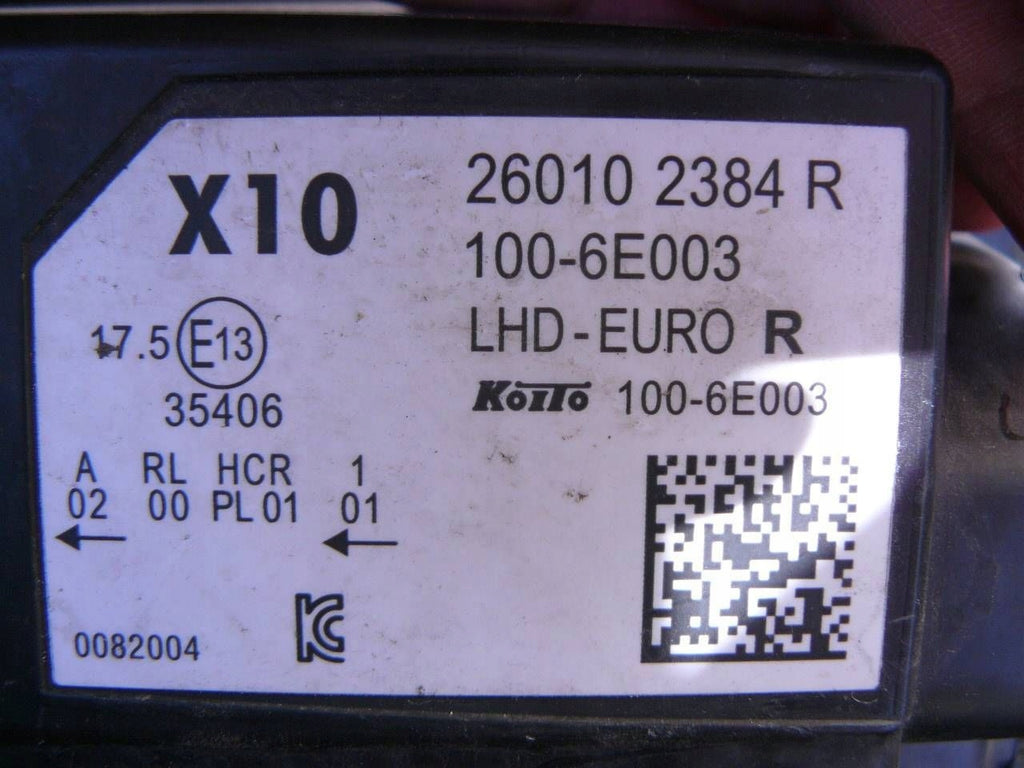 X10
26010 2384 R
100-6E003
LHD-EURO R
KOITO 100-6E003
17.5 E13
35406
A RL HCR 1
02 00 PL 01 01
0082004
KC